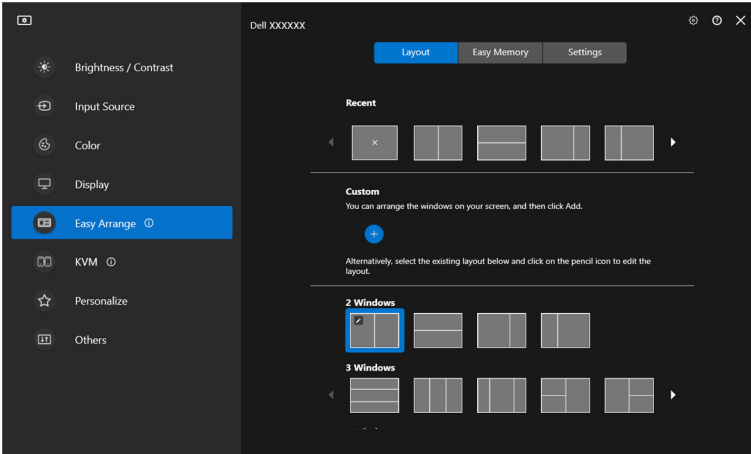 Dell XXXXXX
Layout
Easy Memory
Settings
Brightness / Contrast
Input Source
Color
Display
Easy Arrange
KVM
Personalize
Others
Recent
Custom
You can arrange the windows on your screen, and then click Add.
Alternatively, select the existing layout below and click on the pencil icon to edit the
layout.
2 Windows
3 Windows